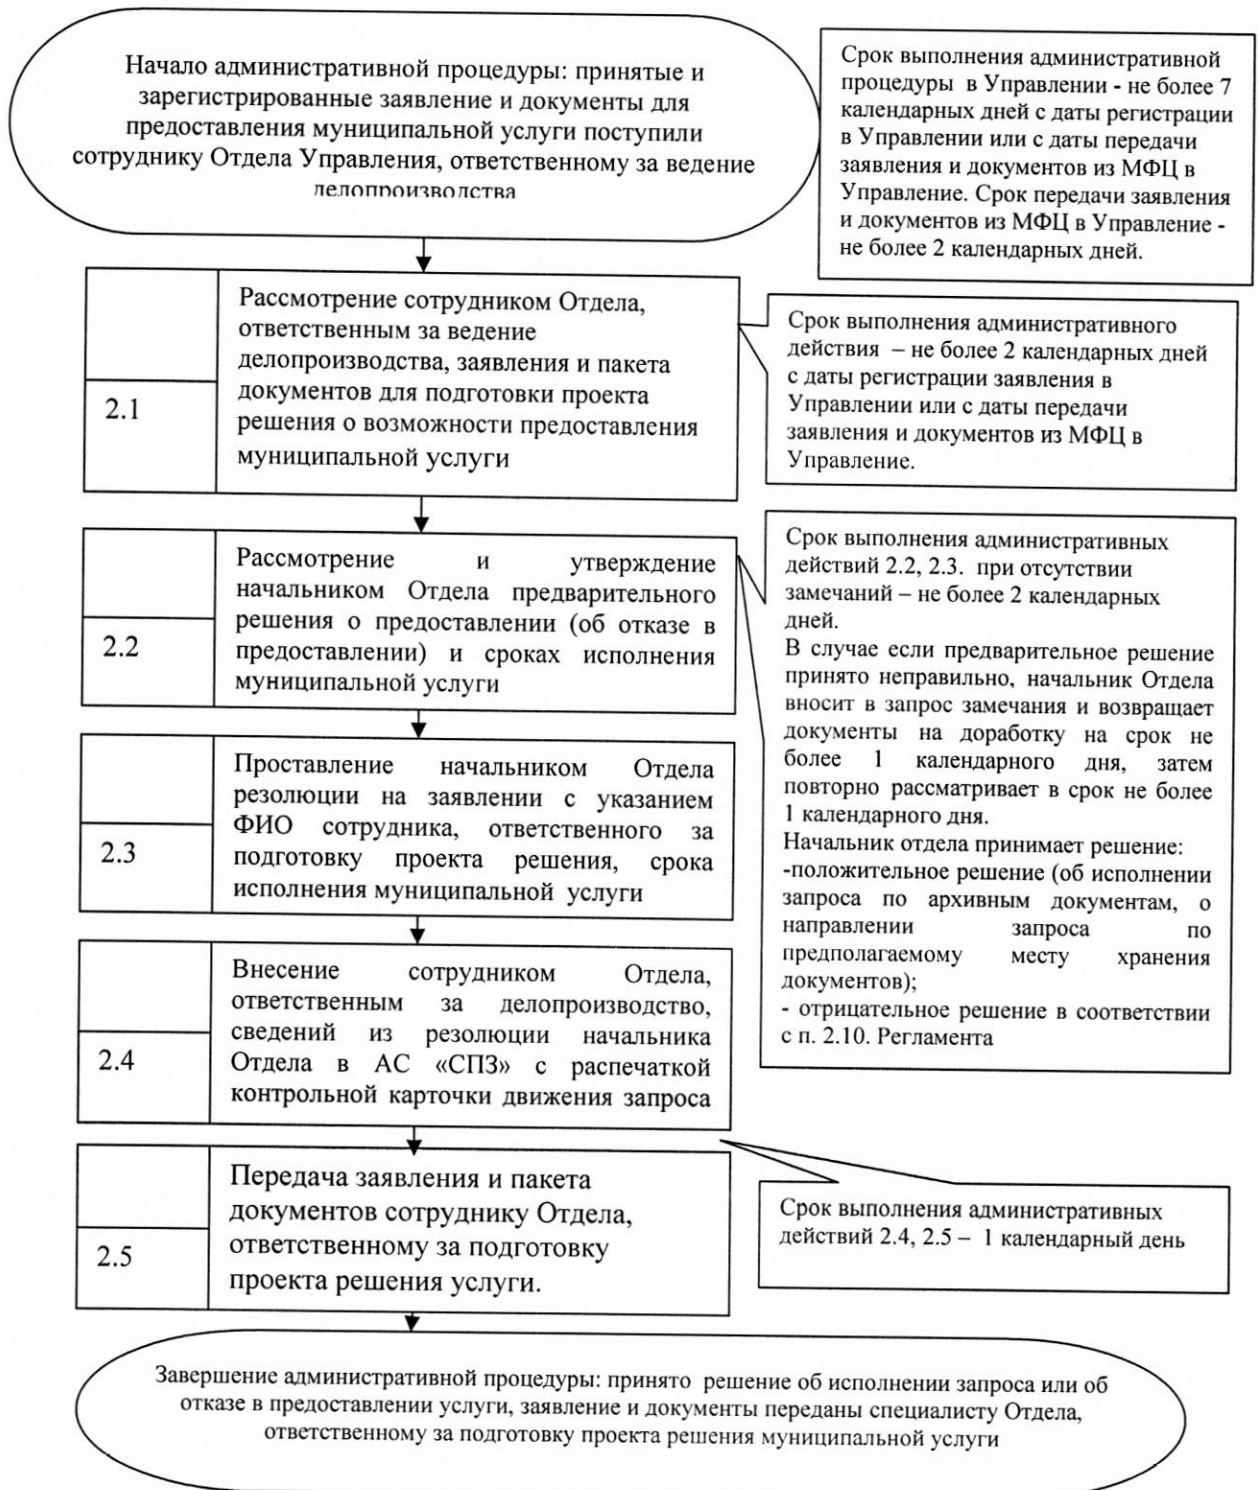 Начало административной процедуры: принятые и
зарегистрированные заявление и документы для
предоставления муниципальной услуги поступили
сотруднику Отдела Управления, ответственному за ведение
делопроизводства
Срок выполнения административной
процедуры в Управлении - не более 7
календарных дней с даты регистрации
в Управлении или с даты передачи
заявления и документов из МФЦ в
Управление. Срок передачи заявления
и документов из МФЦ в Управление -
не более 2 календарных дней.
2.1
Рассмотрение сотрудником Отдела,
ответственным за ведение
делопроизводства, заявления и пакета
документов для подготовки проекта
решения о возможности предоставления
муниципальной услуги
Срок выполнения административного
действия – не более 2 календарных дней
с даты регистрации заявления в
Управлении или с даты передачи
заявления и документов из МФЦ в
Управление.
2.2
Рассмотрение и утверждение
начальником Отдела предварительного
решения о предоставлении (об отказе в
предоставлении) и сроках исполнения
муниципальной услуги
Срок выполнения административных
действий 2.2, 2.3. при отсутствии
замечаний – не более 2 календарных
дней.
В случае если предварительное решение
принято неправильно, начальник Отдела
вносит в запрос замечания и возвращает
документы на доработку на срок не
более 1 календарного дня, затем
повторно рассматривает в срок не более
1 календарного дня.
Начальник отдела принимает решение:
-положительное решение (об исполнении
запроса по архивным документам, о
направлении запроса по
предполагаемому месту хранения
документов);
- отрицательное решение в соответствии
с п. 2.10. Регламента
2.3
Проставление начальником Отдела
резолюции на заявлении с указанием
ФИО сотрудника, ответственного за
подготовку проекта решения, срока
исполнения муниципальной услуги
2.4
Внесение сотрудником Отдела,
ответственным за делопроизводство,
сведений из резолюции начальника
Отдела в АС «СПЗ» с распечаткой
контрольной карточки движения запроса
2.5
Передача заявления и пакета
документов сотруднику Отдела,
ответственному за подготовку
проекта решения услуги.
Срок выполнения административных
действий 2.4, 2.5 – 1 календарный день
Завершение административной процедуры: принято решение об исполнении запроса или об
отказе в предоставлении услуги, заявление и документы переданы специалисту Отдела,
ответственному за подготовку проекта решения муниципальной услуги